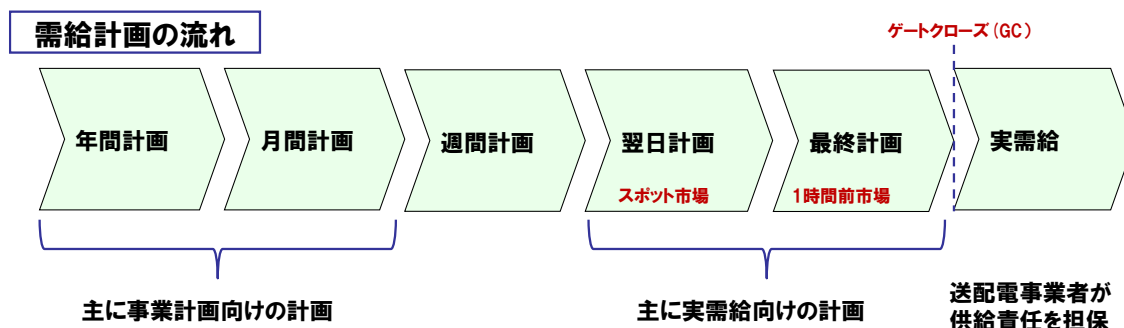 需給計画の流れ
ゲートクローズ(GC)
年間計画
月間計画
週間計画
翌日計画
最終計画
実需給
スポット市場
1時間前市場
主に事業計画向けの計画
主に実需給向けの計画
送配電事業者が
供給責任を担保